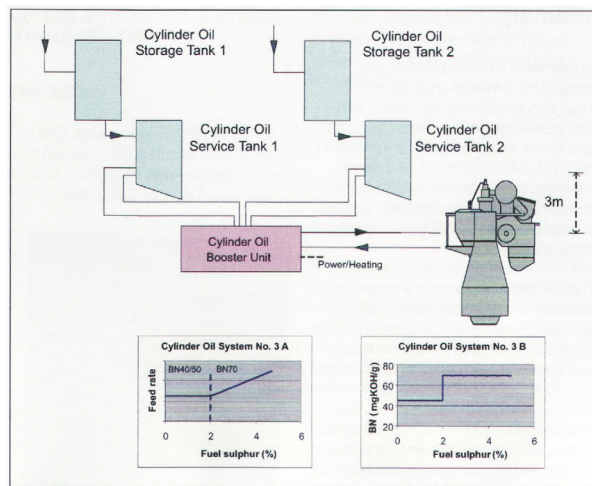 Cylinder Oil
Storage Tank 1
Cylinder Oil
Storage Tank 2
Cylinder Oil
Service Tank 1
Cylinder Oil
Service Tank 2
3m
Cylinder Oil
Booster Unit
Power/Heating
Cylinder Oil System No. 3 A
BN40/50
BN70
Feed rate
0
2
4
6
Fuel sulphur (%)
Cylinder Oil System No. 3 B
BN ( mgKOH/g)
80
60
40
20
0
2
4
6
Fuel sulphur (%)